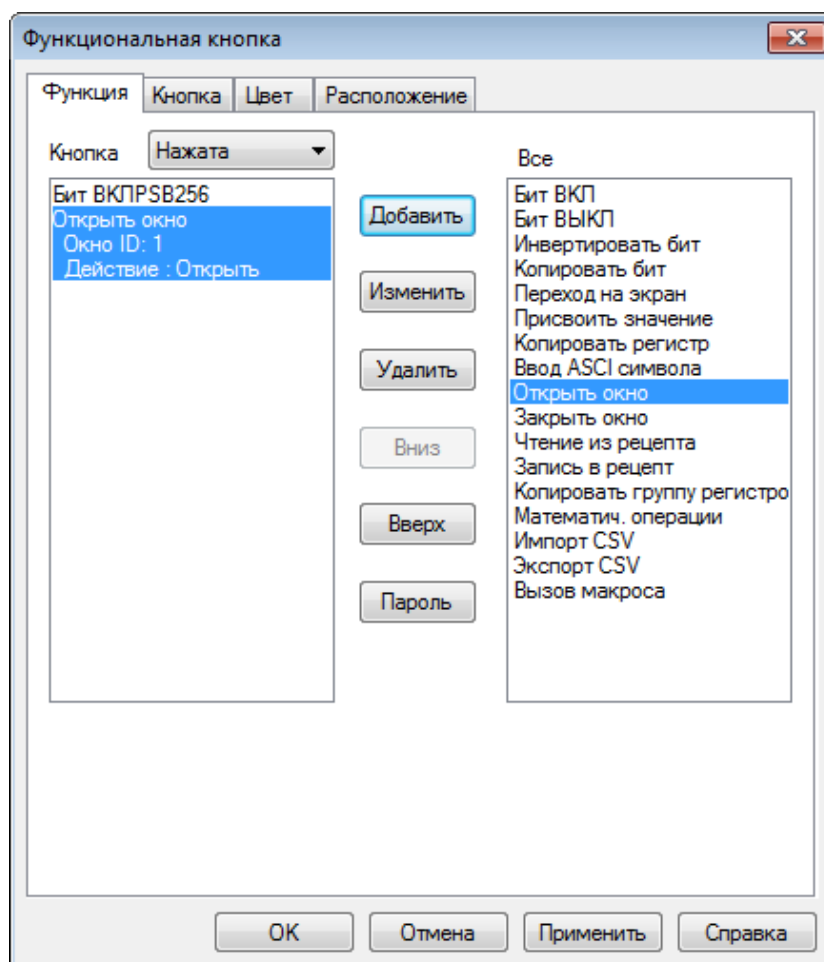 Функциональная кнопка
Функция Кнопка Цвет Расположение
Кнопка Нажата
Все
Бит ВКЛPSB256
Открыть окно
Окно ID: 1
Действие : Открыть
Добавить
Изменить
Удалить
Вниз
Вверх
Пароль
Бит ВКЛ
Бит ВЫКЛ
Инвертировать бит
Копировать бит
Переход на экран
Присвоить значение
Копировать регистр
Ввод ASCI символа
Открыть окно
Закрыть окно
Чтение из рецепта
Запись в рецепт
Копировать группу регистро
Математич. операции
Импорт CSV
Экспорт CSV
Вызов макроса
OK Отмена Применить Справка